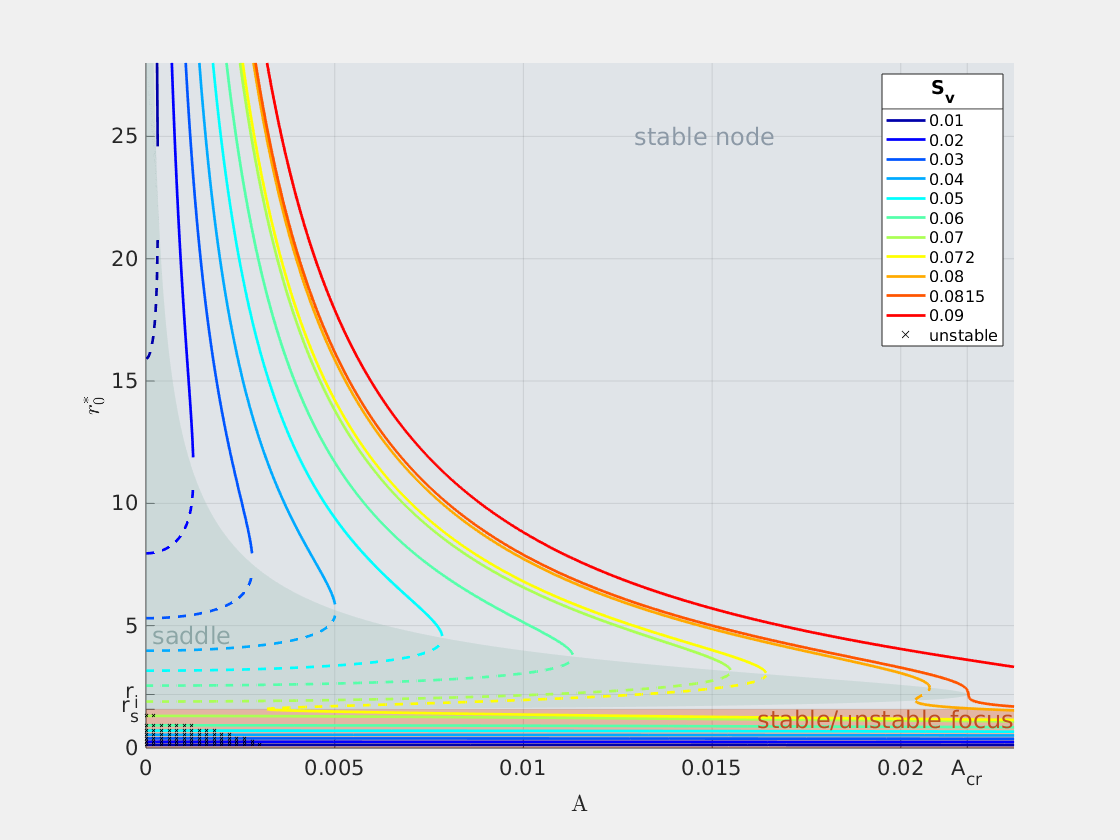 S_v
0.01
0.02
0.03
0.04
0.05
0.06
0.07
0.072
0.08
0.0815
0.09
unstable
stable node
saddle
stable/unstable focus
25
20
15
10
5
r_i
r_s
0
r_0^*
0 0.005 0.01 0.015 0.02 A_cr
A